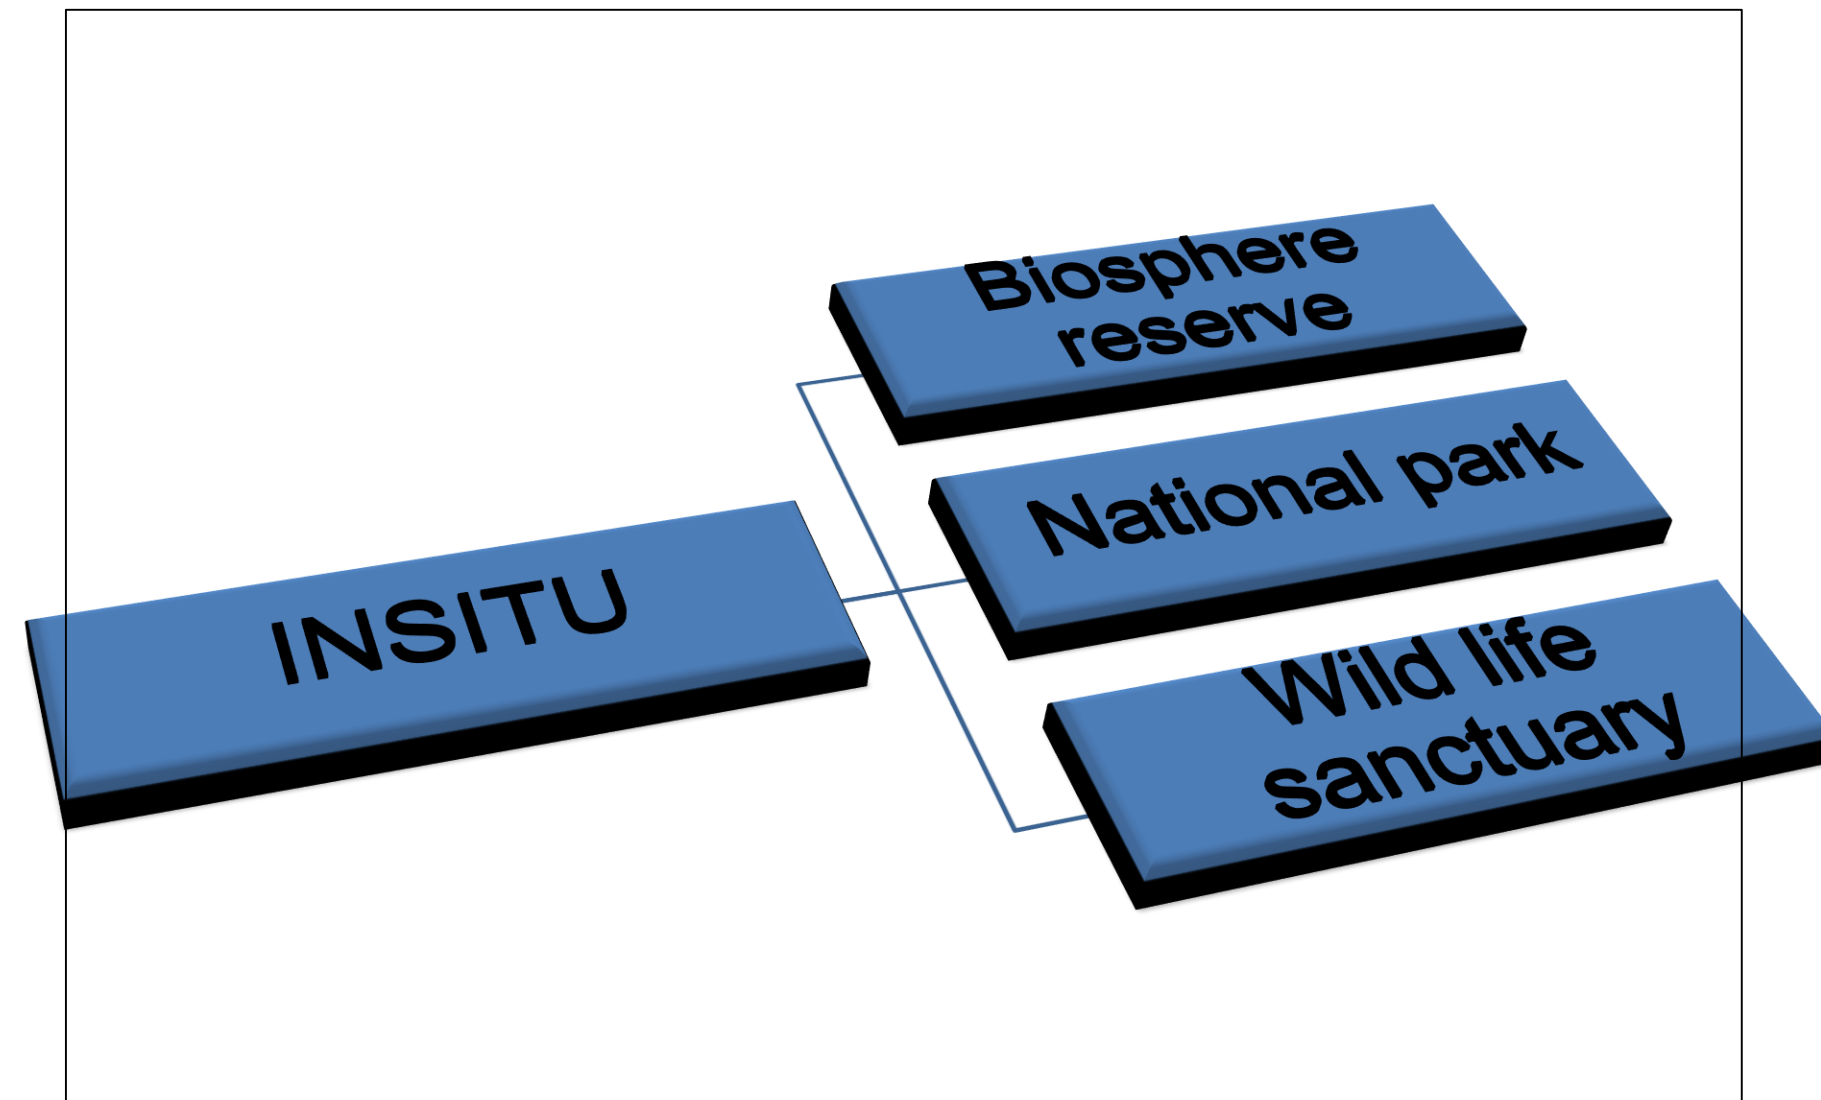 INSITU
Biosphere
reserve
National park
Wild life
sanctuary